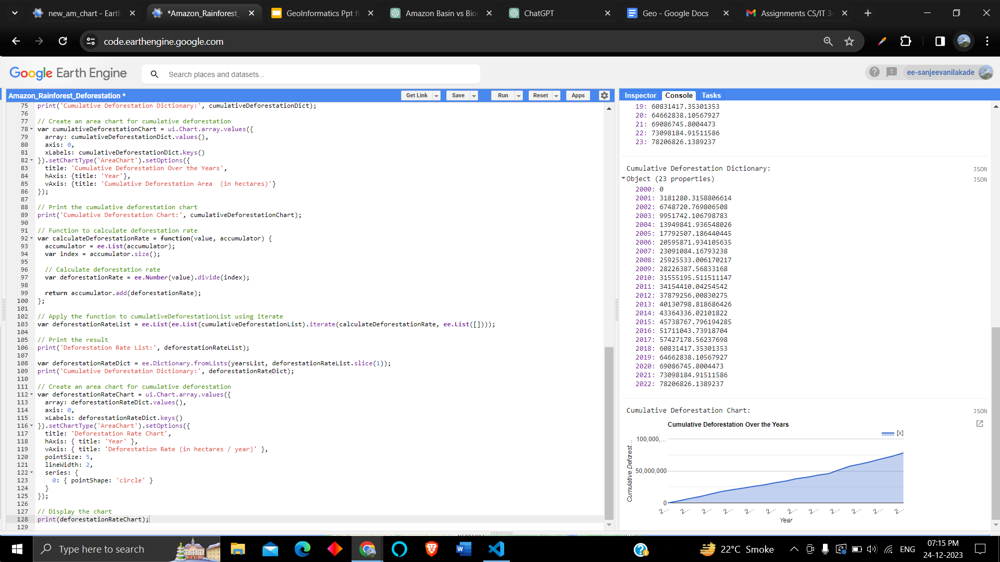 new_am_chart - Earth
*Amazon_Rainforest_
GeoInformatics Ppt f
Amazon Basin vs Bio
ChatGPT
Geo - Google Docs
Assignments CS/IT 3
code.earthengine.google.com
Google Earth Engine
Search places and datasets...
ee-sanjeevanilakade
Amazon_Rainforest_Deforestation *
Get Link
Save
Run
Reset
Apps
75 print('Cumulative Deforestation Dictionary:', cumulativeDeforestationDict);
76
77 // Create an area chart for cumulative deforestation
78 var cumulativeDeforestationChart = ui.Chart.array.values({
79 array: cumulativeDeforestationDict.values(),
80 axis: 0,
81 xLabels: cumulativeDeforestationDict.keys()
82 }).setChartType('AreaChart').setOptions({
83 title: 'Cumulative Deforestation Over the Years',
84 hAxis: {title: 'Year'},
85 vAxis: {title: 'Cumulative Deforestation Area  (in hectares)'}
86 });
87
88 // Print the cumulative deforestation chart
89 print('Cumulative Deforestation Chart:', cumulativeDeforestationChart);
90
91 // Function to calculate deforestation rate
92 var calculateDeforestationRate = function(value, accumulator) {
93 accumulator = ee.List(accumulator);
94 var index = accumulator.size();
95
96 // Calculate deforestation rate
97 var deforestationRate = ee.Number(value).divide(index);
98
99 return accumulator.add(deforestationRate);
100 };
101
102 // Apply the function to cumulativeDeforestationList using iterate
103 var deforestationRateList = ee.List(ee.List(cumulativeDeforestationList).iterate(calculateDeforestationRate, ee.List([])));
104
105 // Print the result
106 print('Deforestation Rate List:', deforestationRateList);
107
108 var deforestationRateDict = ee.Dictionary.fromLists(yearsList, deforestationRateList.slice(1));
109 print('Cumulative Deforestation Dictionary:', deforestationRateDict);
110
111 // Create an area chart for cumulative deforestation
112 var deforestationRateChart = ui.Chart.array.values({
113 array: deforestationRateDict.values(),
114 axis: 0,
115 xLabels: deforestationRateDict.keys()
116 }).setChartType('AreaChart').setOptions({
117 title: 'Deforestation Rate Chart',
118 hAxis: { title: 'Year' },
119 vAxis: { title: 'Deforestation Rate (in hectares / year)' },
120 pointSize: 5,
121 lineWidth: 2,
122 series: {
123 0: { pointShape: 'circle' }
124 }
125 });
126
127 // Display the chart
128 print(deforestationRateChart);
129
Inspector
Console
Tasks
19: 60831417.35301353
20: 64662838.10567927
21: 69086745.8004473
22: 73098184.91511586
23: 78206826.1389237
Cumulative Deforestation Dictionary:
JSON
Object (23 properties)
JSON
2000: 0
2001: 3181280.3158806614
2002: 6748720.769806508
2003: 9951742.106798783
2004: 13949841.936548026
2005: 17792507.186440445
2006: 20595871.934105635
2007: 23091084.16793238
2008: 25925533.006170217
2009: 28226387.56833168
2010: 31555195.511511147
2011: 34154410.04254542
2012: 37879256.00830275
2013: 40130798.818686426
2014: 43364336.02101822
2015: 45738767.796194285
2016: 51711043.73918704
2017: 57427178.56237698
2018: 60831417.35301353
2019: 64662838.10567927
2020: 69086745.8004473
2021: 73098184.91511586
2022: 78206826.1389237
Cumulative Deforestation Chart:
JSON
Cumulative Deforestation Over the Years
[X]
Cumulative Deforest...
100,000,...
50,000,000
0
2... 2... 2... 2... 2... 2... 2... 2... 2... 2... 2... 2...
Year
Type here to search
22°C Smoke
ENG
07:15 PM
24-12-2023